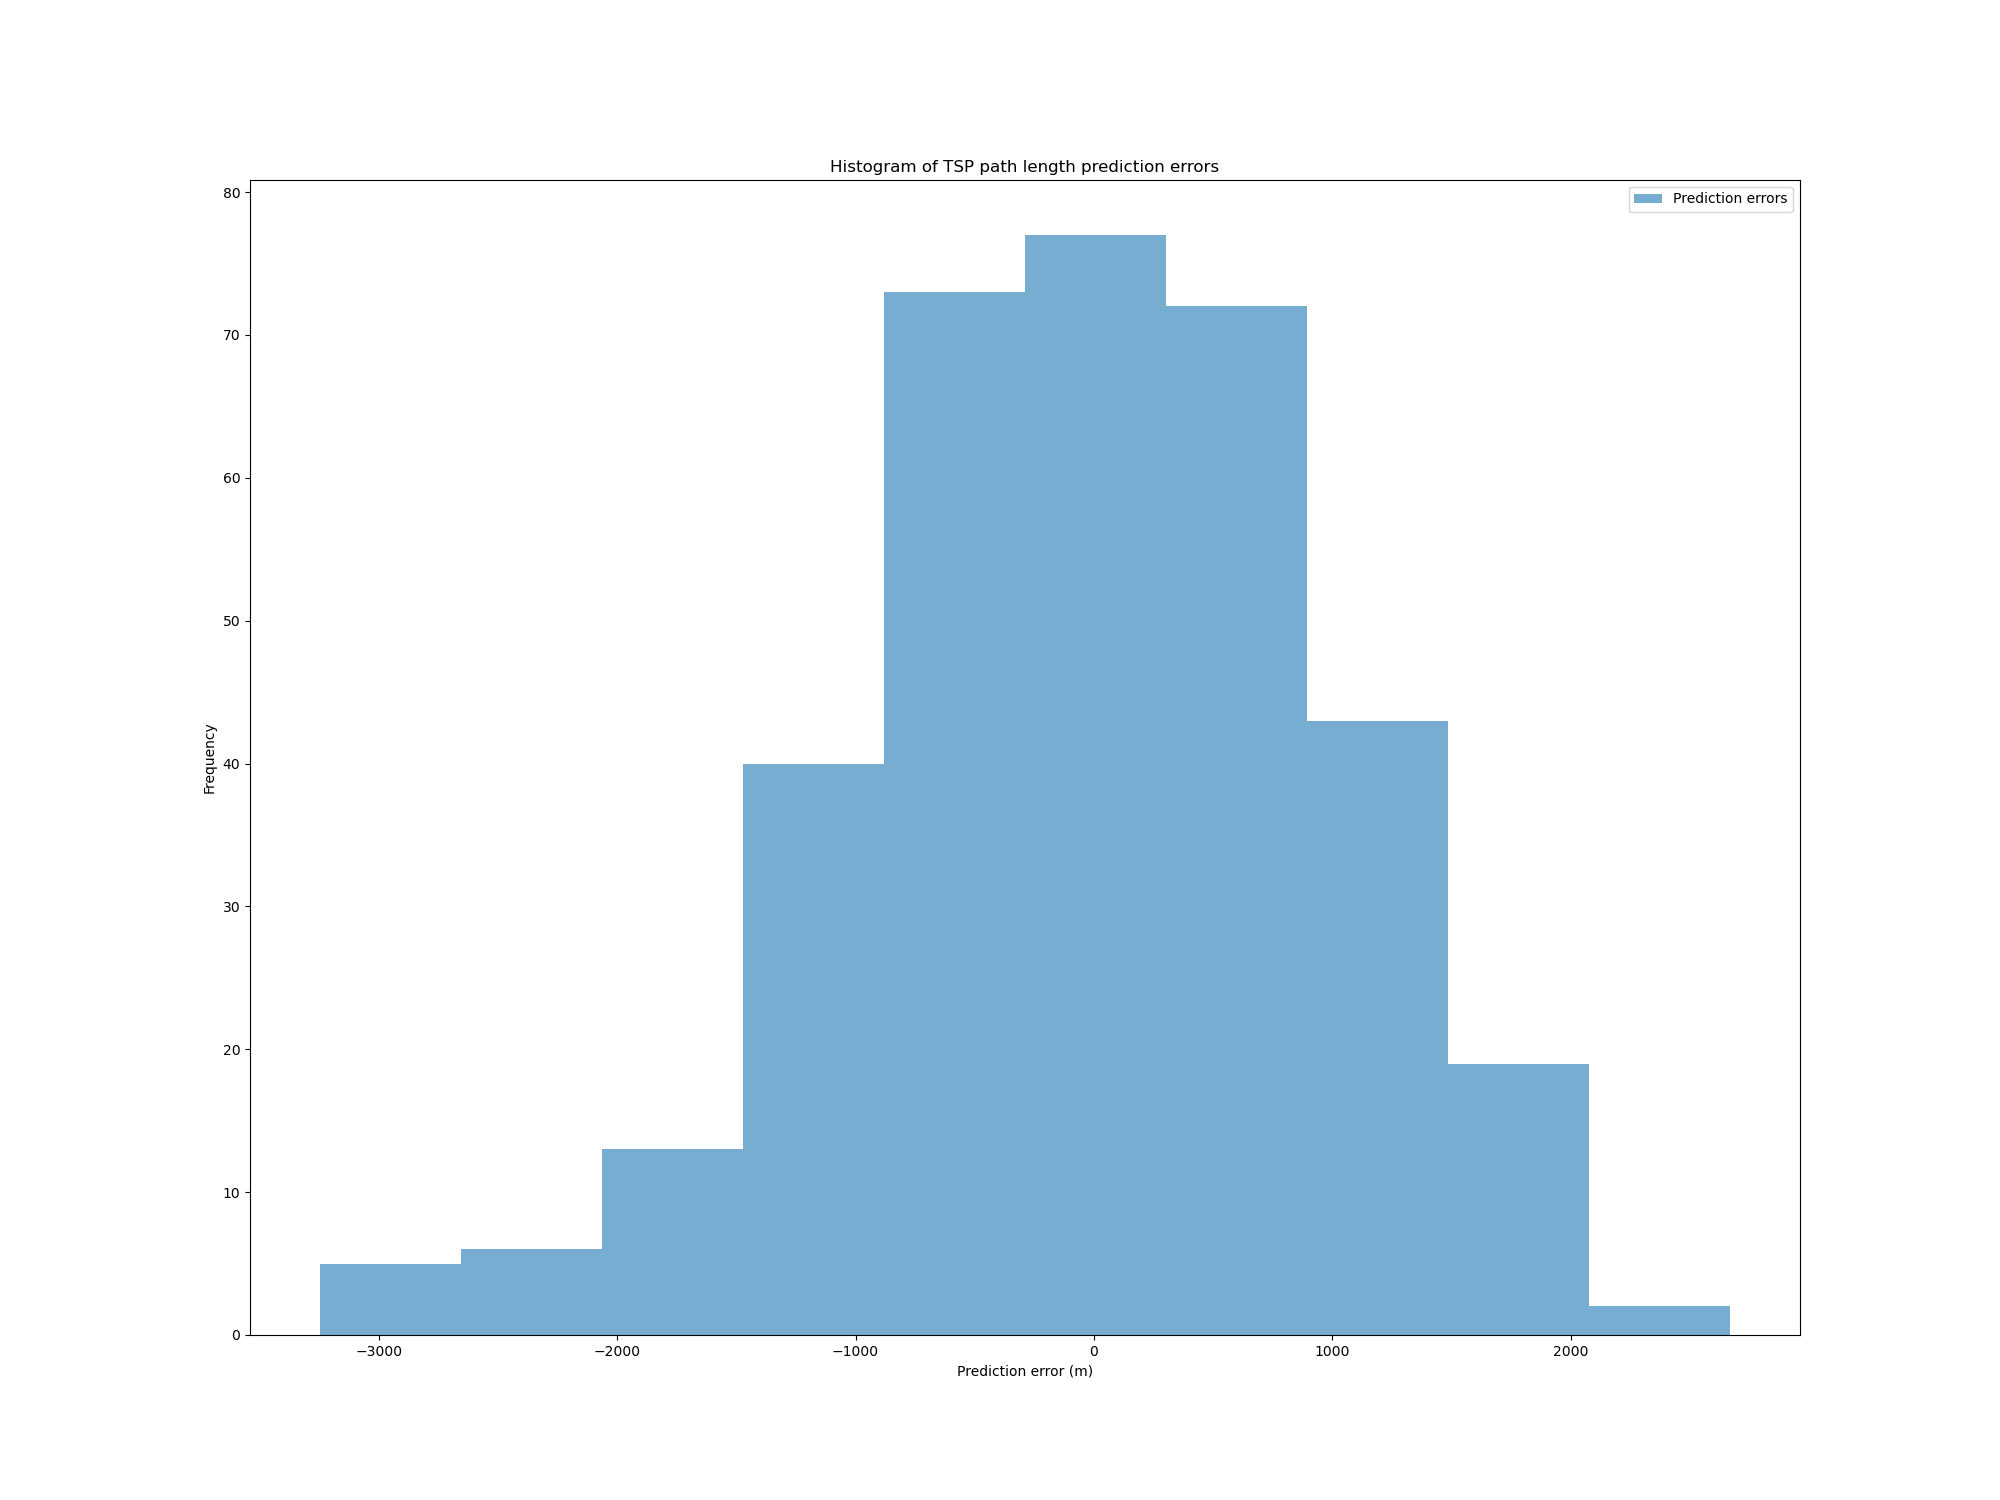 Histogram of TSP path length prediction errors
Prediction errors
80
70
60
50
40
30
20
10
0
Frequency
−3000 −2000 −1000 0 1000 2000
Prediction error (m)